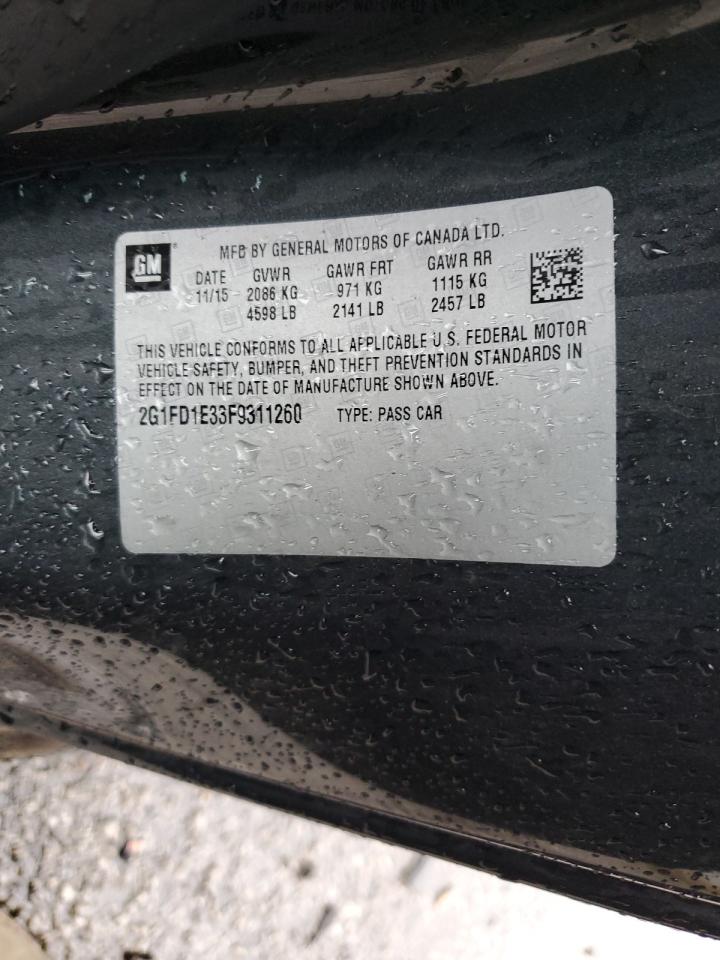 GM
MFD BY GENERAL MOTORS OF CANADA LTD.
DATE GVWR GAWR FRT GAWR RR
11/15 2086 KG 971 KG 1115 KG
4598 LB 2141 LB 2457 LB
THIS VEHICLE CONFORMS TO ALL APPLICABLE U.S. FEDERAL MOTOR
VEHICLE SAFETY, BUMPER, AND THEFT PREVENTION STANDARDS IN
EFFECT ON THE DATE OF MANUFACTURE SHOWN ABOVE.
2G1FD1E33F9311260 TYPE: PASS CAR